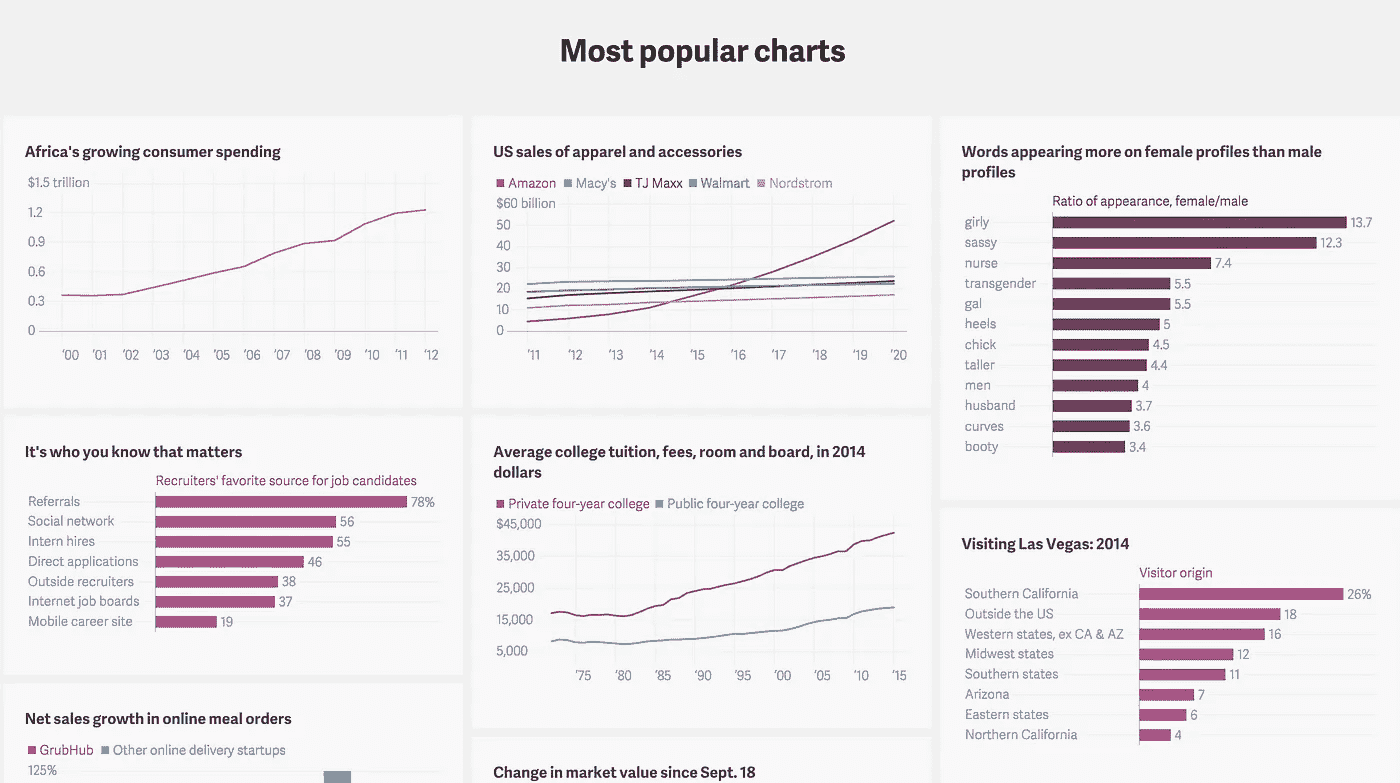 Most popular charts
Africa's growing consumer spending
$1.5 trillion
1.2
0.9
0.6
0.3
0
'00 '01 '02 '03 '04 '05 '06 '07 '08 '09 '10 '11 '12
US sales of apparel and accessories
Amazon Macy's TJ Maxx Walmart Nordstrom
$60 billion
50
40
30
20
10
0
'11 '12 '13 '14 '15 '16 '17 '18 '19 '20
Words appearing more on female profiles than male
profiles
Ratio of appearance, female/male
girly 13.7
sassy 12.3
nurse 7.4
transgender 5.5
gal 5.5
heels 5
chick 4.5
taller 4.4
men 4
husband 3.7
curves 3.6
booty 3.4
It's who you know that matters
Recruiters' favorite source for job candidates
Referrals 78%
Social network 56
Intern hires 55
Direct applications 46
Outside recruiters 38
Internet job boards 37
Mobile career site 19
Average college tuition, fees, room and board, in 2014
dollars
Private four-year college Public four-year college
$45,000
35,000
25,000
15,000
5,000
'75 '80 '85 '90 '95 '00 '05 '10 '15
Visiting Las Vegas: 2014
Visitor origin
Southern California 26%
Outside the US 18
Western states, ex CA & AZ 16
Midwest states 12
Southern states 11
Arizona 7
Eastern states 6
Northern California 4
Net sales growth in online meal orders
GrubHub Other online delivery startups
125%
Change in market value since Sept. 18